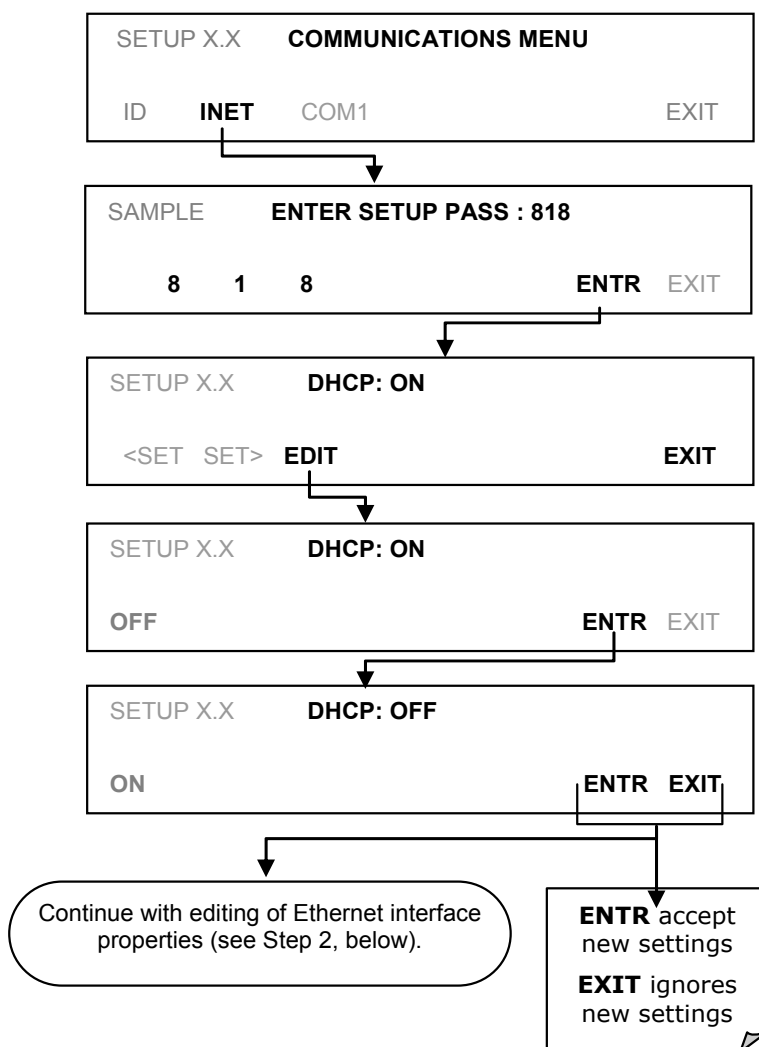 SETUP X.X COMMUNICATIONS MENU
ID INET COM1 EXIT
SAMPLE ENTER SETUP PASS : 818
8 1 8 ENTR EXIT
SETUP X.X DHCP: ON
<SET SET> EDIT EXIT
SETUP X.X DHCP: ON
OFF ENTR EXIT
SETUP X.X DHCP: OFF
ON ENTR EXIT
Continue with editing of Ethernet interface
properties (see Step 2, below).
ENTR accept
new settings
EXIT ignores
new settings